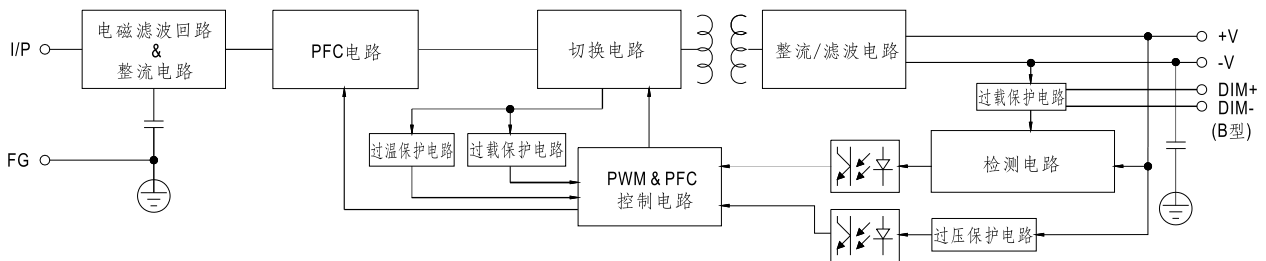 I/P
电磁滤波回路
&
整流电路
PFC电路
切换电路
整流/滤波电路
+V
-V
过载保护电路
DIM+
DIM-
(B型)
FG
过温保护电路
过载保护电路
PWM & PFC
控制电路
检测电路
过压保护电路